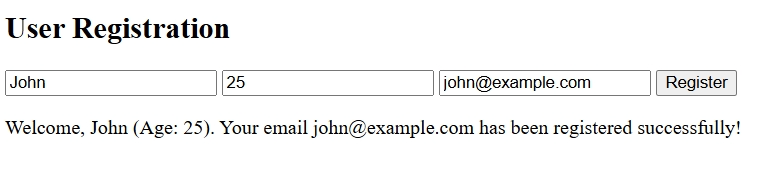 User Registration
John 25 john@example.com Register
Welcome, John (Age: 25). Your email john@example.com has been registered successfully!